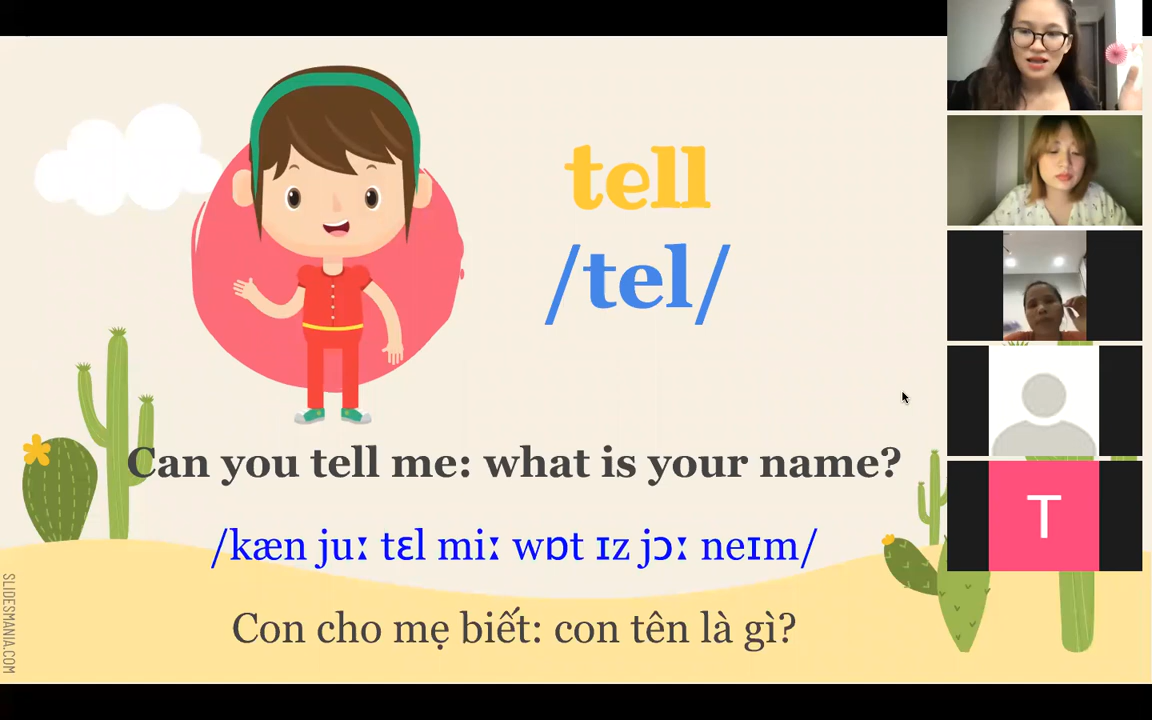 tell
/tel/
Can you tell me: what is your name?
/kæn juː tɛl miː wɒt ɪz jɔː neɪm/
Con cho mẹ biết: con tên là gì?
SLIDESMANIA.COM
T